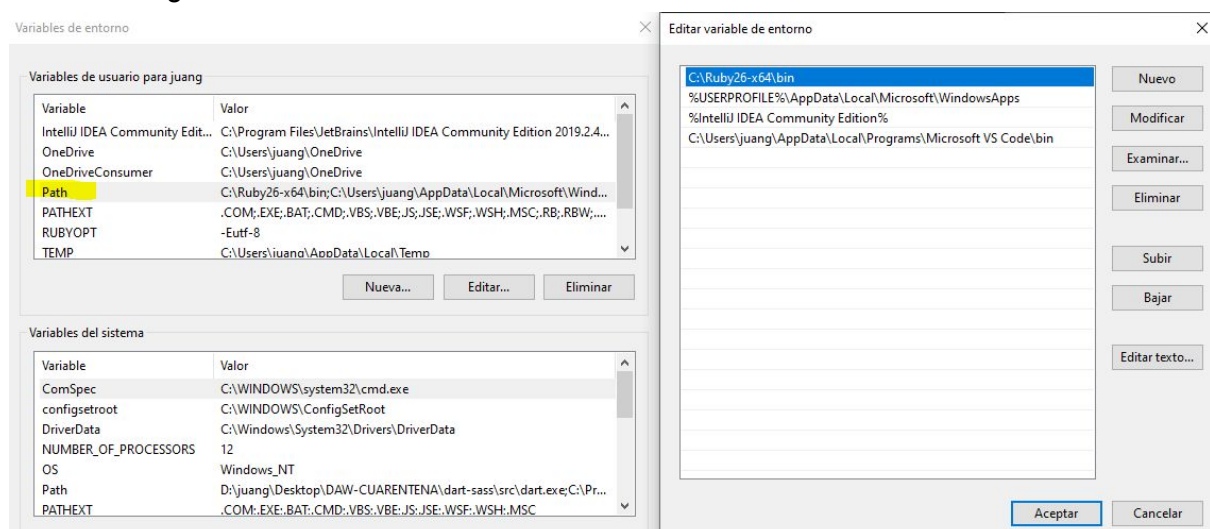 Variables de entorno
Variables de usuario para juang
Variable Valor
IntelliJ IDEA Community Edit... C:\Program Files\JetBrains\IntelliJ IDEA Community Edition 2019.2.4...
OneDrive C:\Users\juang\OneDrive
OneDriveConsumer C:\Users\juang\OneDrive
Path C:\Ruby26-x64\bin;C:\Users\juang\AppData\Local\Microsoft\Wind...
PATHEXT .COM;.EXE;.BAT;.CMD;.VBS;.VBE;.JS;.JSE;.WSF;.WSH;.MSC;.RB;.RBW;....
RUBYOPT -Eutf-8
TEMP C:\Users\juang\AppData\Local\Temp
Nueva... Editar... Eliminar
Variables del sistema
Variable Valor
ComSpec C:\WINDOWS\system32\cmd.exe
configsetroot C:\WINDOWS\ConfigSetRoot
DriverData C:\Windows\System32\Drivers\DriverData
NUMBER_OF_PROCESSORS 12
OS Windows_NT
Path D:\juang\Desktop\DAW-CUARENTENA\dart-sass\src\dart.exe;C:\Pr...
PATHEXT .COM;.EXE;.BAT;.CMD;.VBS;.VBE;.JS;.JSE;.WSF;.WSH;.MSC
Editar variable de entorno
C:\Ruby26-x64\bin
%USERPROFILE%\AppData\Local\Microsoft\WindowsApps
%IntelliJ IDEA Community Edition%
C:\Users\juang\AppData\Local\Programs\Microsoft VS Code\bin
Nuevo
Modificar
Examinar...
Eliminar
Subir
Bajar
Editar texto...
Aceptar Cancelar